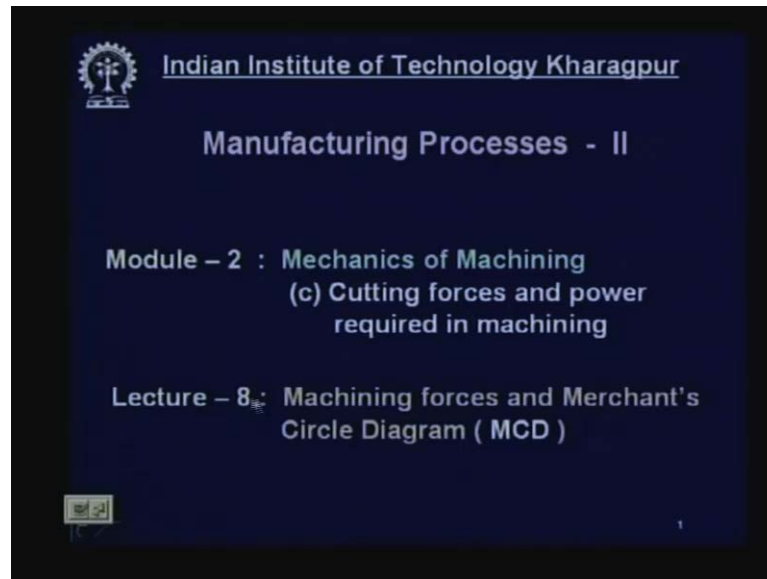 Indian Institute of Technology Kharagpur
Manufacturing Processes - II
Module – 2 : Mechanics of Machining
(c) Cutting forces and power
required in machining
Lecture – 8 : Machining forces and Merchant's
Circle Diagram ( MCD )
1